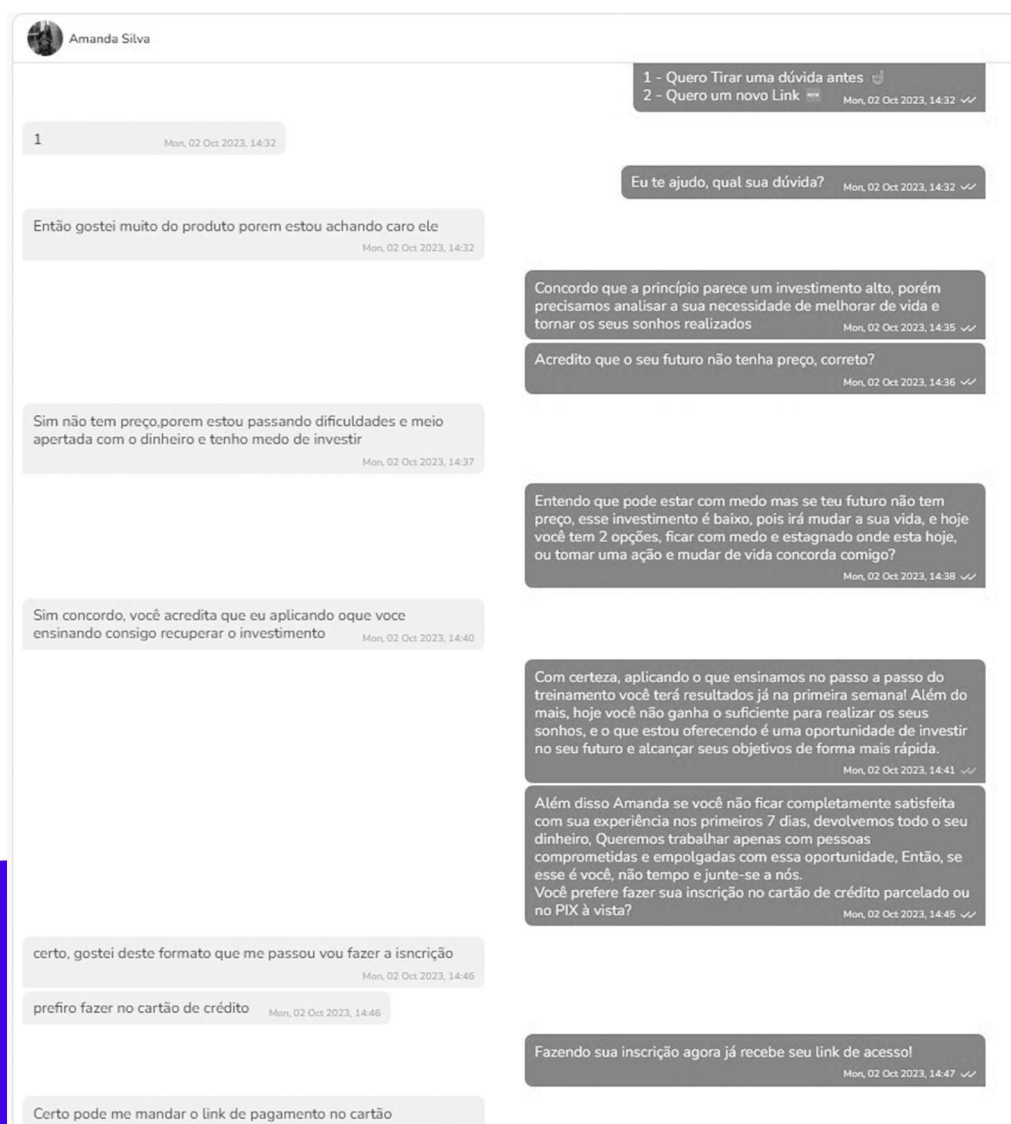 Amanda Silva
1 - Quero Tirar uma dúvida antes ☝
2 - Quero um novo Link 🆕 Mon, 02 Oct 2023, 14:32
1 Mon, 02 Oct 2023, 14:32
Eu te ajudo, qual sua dúvida? Mon, 02 Oct 2023, 14:32
Então gostei muito do produto porem estou achando caro ele
Mon, 02 Oct 2023, 14:32
Concordo que a princípio parece um investimento alto, porém
precisamos analisar a sua necessidade de melhorar de vida e
tornar os seus sonhos realizados Mon, 02 Oct 2023, 14:35
Acredito que o seu futuro não tenha preço, correto?
Mon, 02 Oct 2023, 14:36
Sim não tem preço,porem estou passando dificuldades e meio
apertada com o dinheiro e tenho medo de investir
Mon, 02 Oct 2023, 14:37
Entendo que pode estar com medo mas se teu futuro não tem
preço, esse investimento é baixo, pois irá mudar a sua vida, e hoje
você tem 2 opções, ficar com medo e estagnado onde esta hoje,
ou tomar uma ação e mudar de vida concorda comigo?
Mon, 02 Oct 2023, 14:38
Sim concordo, você acredita que eu aplicando oque voce
ensinando consigo recuperar o investimento Mon, 02 Oct 2023, 14:40
Com certeza, aplicando o que ensinamos no passo a passo do
treinamento você terá resultados já na primeira semana! Além do
mais, hoje você não ganha o suficiente para realizar os seus
sonhos, e o que estou oferecendo é uma oportunidade de investir
no seu futuro e alcançar seus objetivos de forma mais rápida.
Mon, 02 Oct 2023, 14:41
Além disso Amanda se você não ficar completamente satisfeita
com sua experiência nos primeiros 7 dias, devolvemos todo o seu
dinheiro, Queremos trabalhar apenas com pessoas
comprometidas e empolgadas com essa oportunidade, Então, se
esse é você, não tempo e junte-se a nós.
Você prefere fazer sua inscrição no cartão de crédito parcelado ou
no PIX à vista? Mon, 02 Oct 2023, 14:45
certo, gostei deste formato que me passou vou fazer a isncrição
Mon, 02 Oct 2023, 14:46
prefiro fazer no cartão de crédito Mon, 02 Oct 2023, 14:46
Fazendo sua inscrição agora já recebe seu link de acesso!
Mon, 02 Oct 2023, 14:47
Certo pode me mandar o link de pagamento no cartão